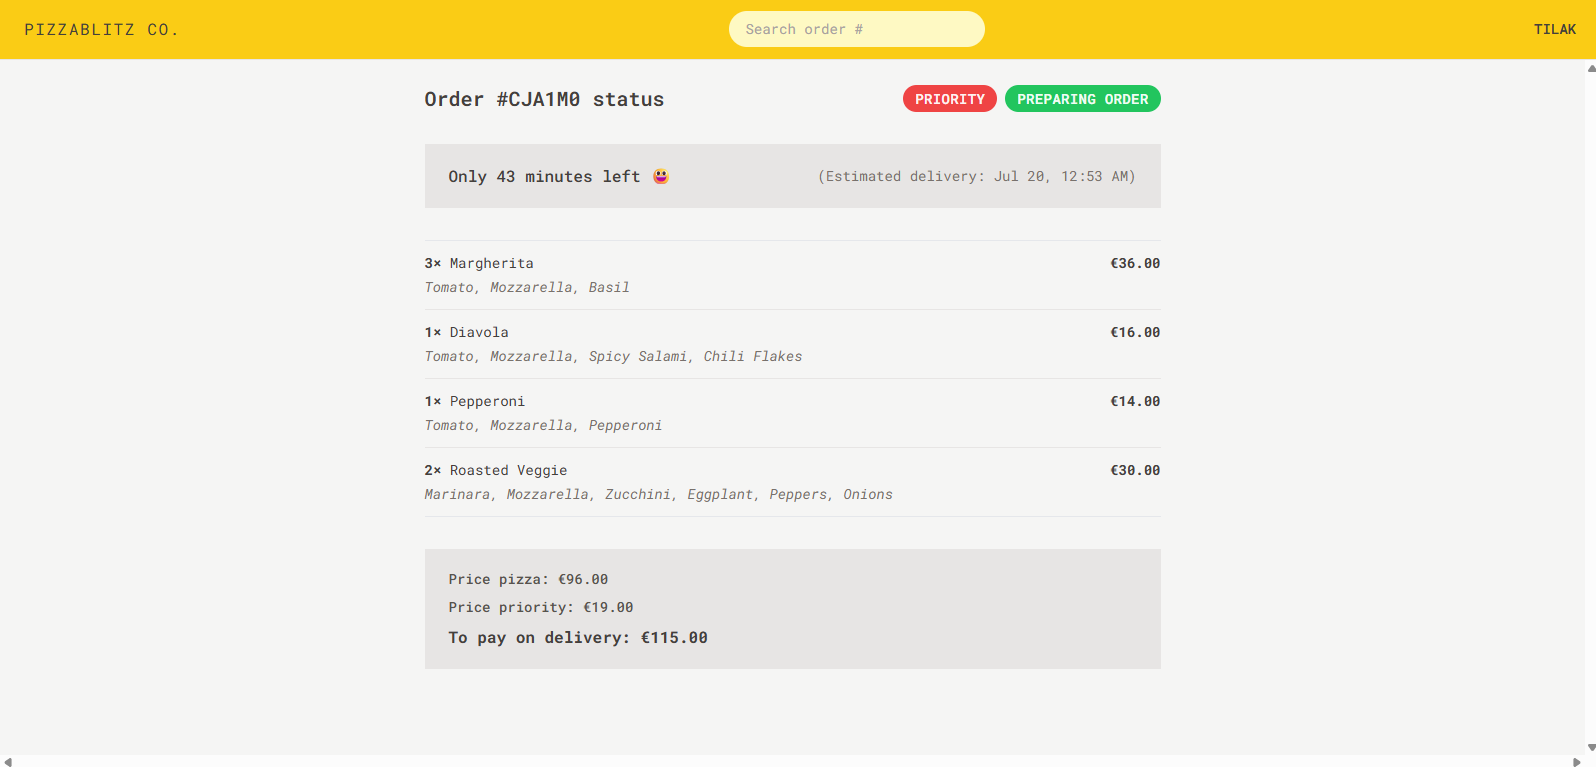 PIZZABLITZ CO.
Search order #
TILAK
Order #CJA1M0 status
PRIORITY
PREPARING ORDER
Only 43 minutes left 😀
(Estimated delivery: Jul 20, 12:53 AM)
3× Margherita
€36.00
Tomato, Mozzarella, Basil
1× Diavola
€16.00
Tomato, Mozzarella, Spicy Salami, Chili Flakes
1× Pepperoni
€14.00
Tomato, Mozzarella, Pepperoni
2× Roasted Veggie
€30.00
Marinara, Mozzarella, Zucchini, Eggplant, Peppers, Onions
Price pizza: €96.00
Price priority: €19.00
To pay on delivery: €115.00